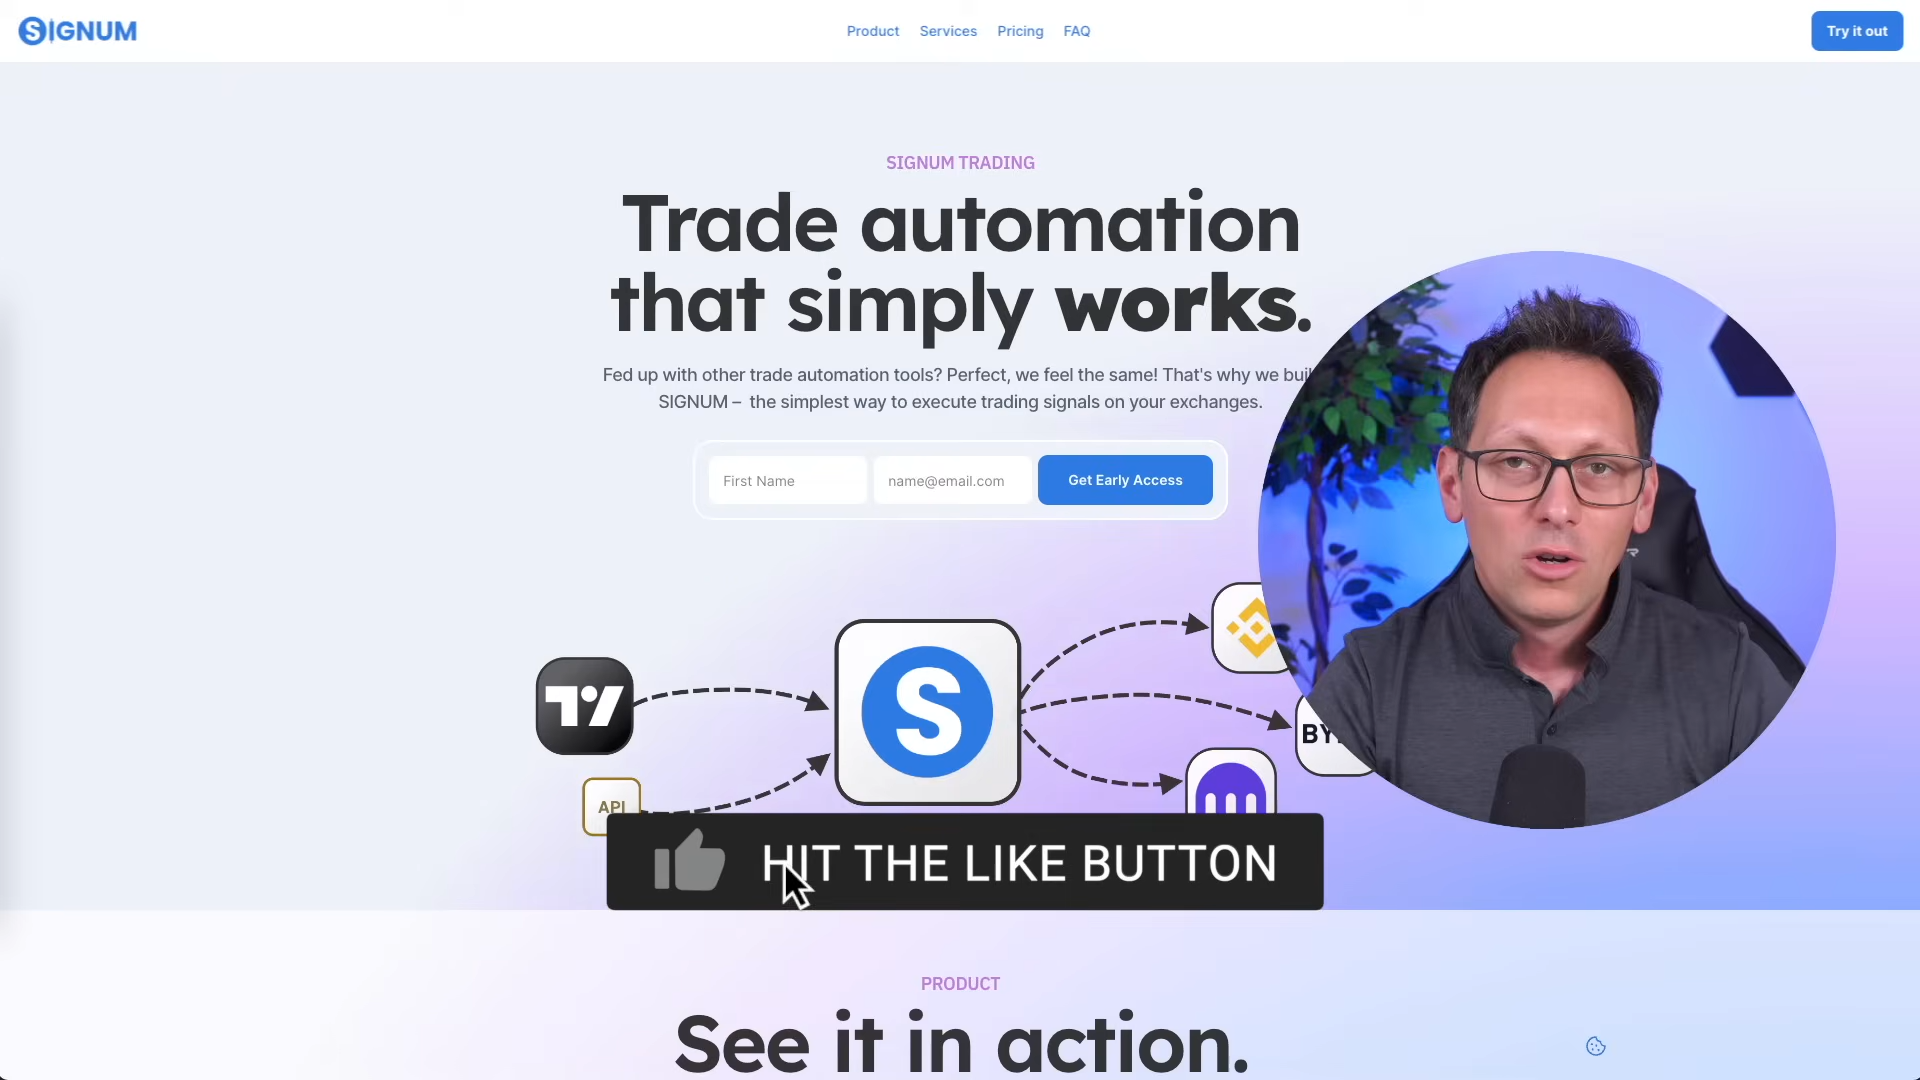 SIGNUM
Product
Services
Pricing
FAQ
Try it out
SIGNUM TRADING
Trade automation
that simply works.
Fed up with other trade automation tools? Perfect, we feel the same! That's why we
SIGNUM – the simplest way to execute trading signals on your exchanges.
First Name
name@email.com
Get Early Access
S
API
HIT THE LIKE BUTTON
PRODUCT
See it in action.